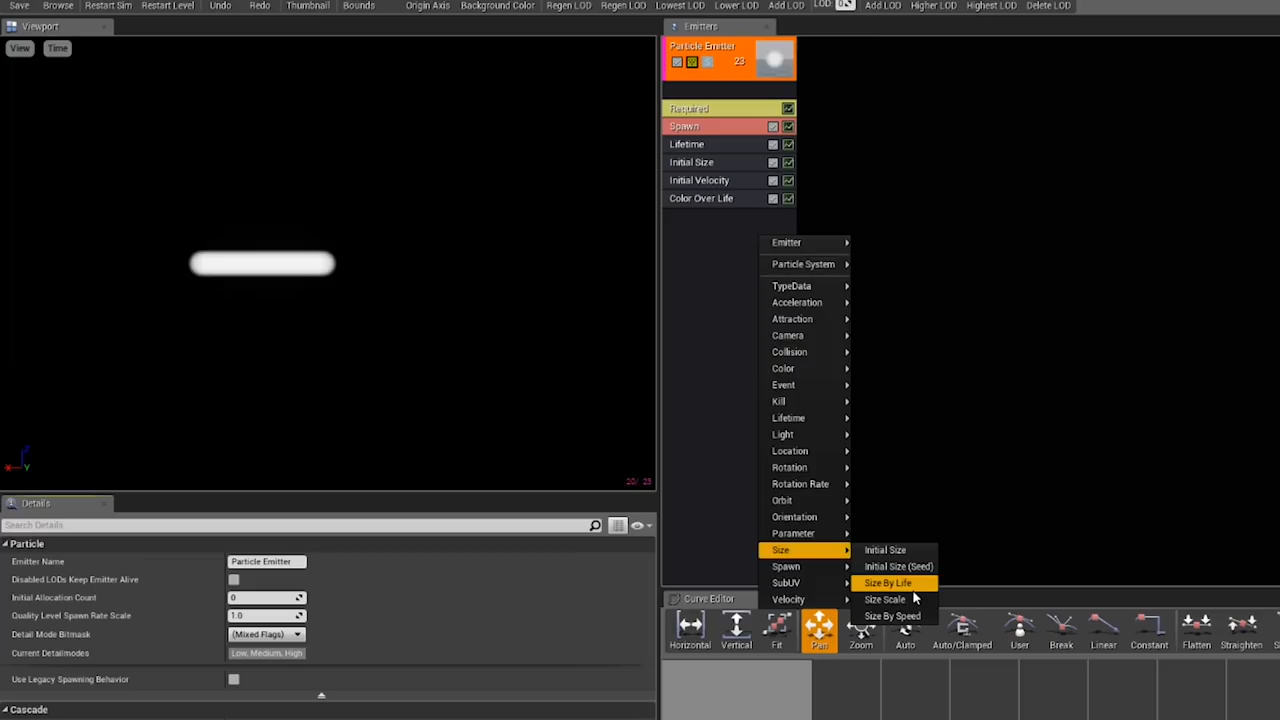 Save Browse Restart Sim Restart Level Undo Redo Thumbnail Bounds Origin Axis Background Color Regen LOD Regen LOD Lowest LOD Lower LOD Add LOD LOD: 0 Add LOD Higher LOD Highest LOD Delete LOD
Viewport
Emitters
View Time
Particle Emitter
23
Required
Spawn
Lifetime
Initial Size
Initial Velocity
Color Over Life
Emitter
Particle System
TypeData
Acceleration
Attraction
Camera
Collision
Color
Event
Kill
Lifetime
Light
Location
Rotation
Rotation Rate
Orbit
Orientation
Parameter
Size
Spawn
SubUV
Velocity
Initial Size
Initial Size (Seed)
Size By Life
Size Scale
Size By Speed
Z
X Y
20/ 25
Details
Search Details
Particle
Emitter Name Particle Emitter
Disabled LODs Keep Emitter Alive
Initial Allocation Count 0
Quality Level Spawn Rate Scale 1.0
Detail Mode Bitmask (Mixed Flags)
Current Detailmodes Low, Medium, High
Use Legacy Spawning Behavior
Cascade
Curve Editor
Horizontal Vertical Fit Pan Zoom Auto Auto/Clamped User Break Linear Constant Flatten Straighten